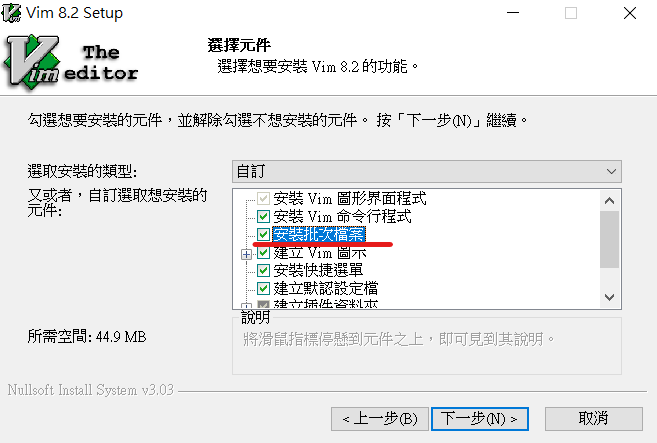 Vim 8.2 Setup
The
Vim editor
選擇元件
選擇想要安裝 Vim 8.2 的功能。
勾選想要安裝的元件，並解除勾選不想安裝的元件。 按「下一步(N)」繼續。
選取安裝的類型:
自訂
又或者，自訂選取想安裝的
元件:
安裝 Vim 圖形界面程式
安裝 Vim 命令行程式
安裝批次檔案
建立 Vim 圖示
安裝快捷選單
建立默認設定檔
建立插件資料夾
所需空間: 44.9 MB
說明
將滑鼠指標停懸到元件之上，即可見到其說明。
Nullsoft Install System v3.03
< 上一步(B)
下一步(N) >
取消